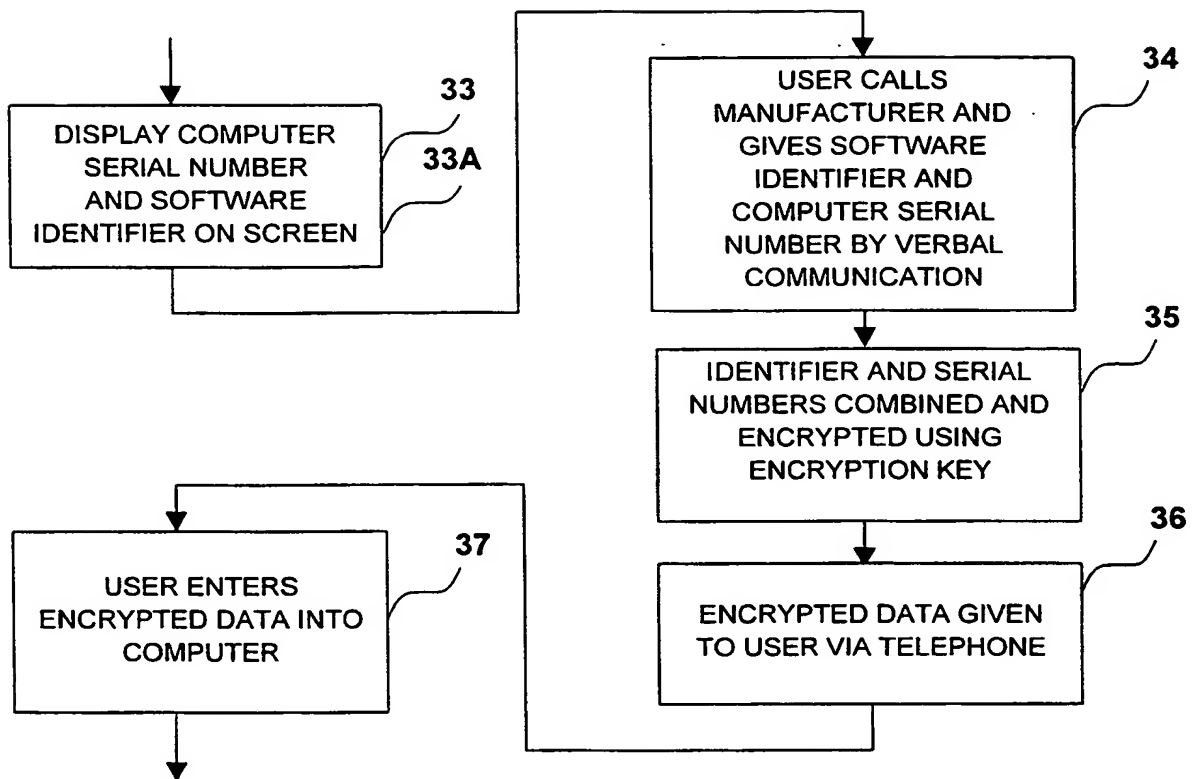 DISPLAY COMPUTER
SERIAL NUMBER
AND SOFTWARE
IDENTIFIER ON SCREEN
33
33A
USER CALLS
MANUFACTURER AND
GIVES SOFTWARE
IDENTIFIER AND
COMPUTER SERIAL
NUMBER BY VERBAL
COMMUNICATION
34
IDENTIFIER AND SERIAL
NUMBERS COMBINED AND
ENCRYPTED USING
ENCRYPTION KEY
35
ENCRYPTED DATA GIVEN
TO USER VIA TELEPHONE
36
USER ENTERS
ENCRYPTED DATA INTO
COMPUTER
37